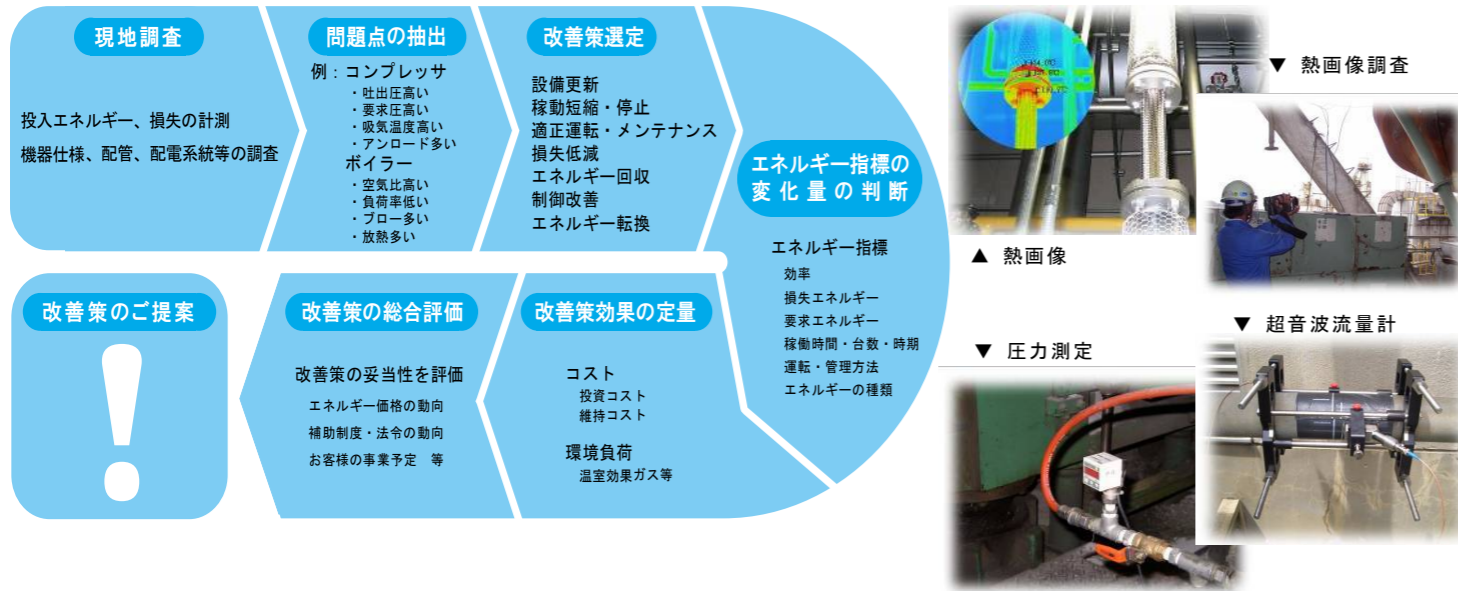 現地調査
投入エネルギー、損失の計測
機器仕様、配管、配電系統等の調査
問題点の抽出
例：コンプレッサ
・吐出圧高い
・要求圧高い
・吸気温度高い
・アンロード多い
ボイラー
・空気比高い
・負荷率低い
・ブロー多い
・放熱多い
改善策選定
設備更新
稼動短縮・停止
適正運転・メンテナンス
損失低減
エネルギー回収
制御改善
エネルギー転換
エネルギー指標の
変化量の判断
エネルギー指標
効率
損失エネルギー
要求エネルギー
稼働時間・台数・時期
運転・管理方法
エネルギーの種類
改善策効果の定量
コスト
投資コスト
維持コスト
環境負荷
温室効果ガス等
改善策の総合評価
改善策の妥当性を評価
エネルギー価格の動向
補助制度・法令の動向
お客様の事業予定　等
改善策のご提案
!
▲ 熱画像
▼ 熱画像調査
▼ 圧力測定
▼ 超音波流量計